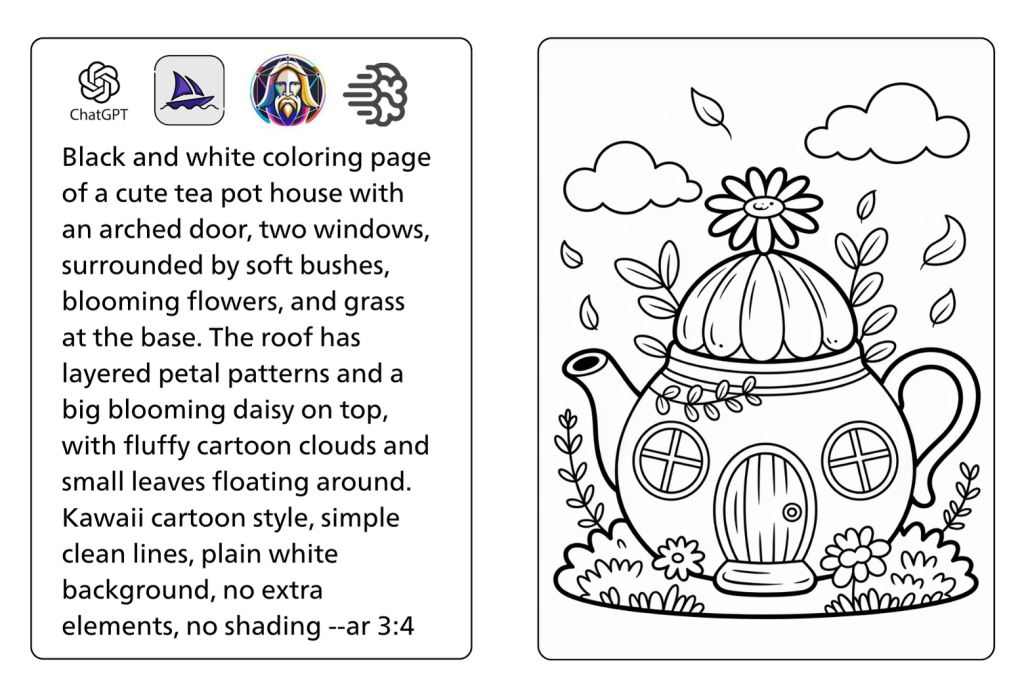 ChatGPT
Black and white coloring page
of a cute tea pot house with
an arched door, two windows,
surrounded by soft bushes,
blooming flowers, and grass
at the base. The roof has
layered petal patterns and a
big blooming daisy on top,
with fluffy cartoon clouds and
small leaves floating around.
Kawaii cartoon style, simple
clean lines, plain white
background, no extra
elements, no shading --ar 3:4